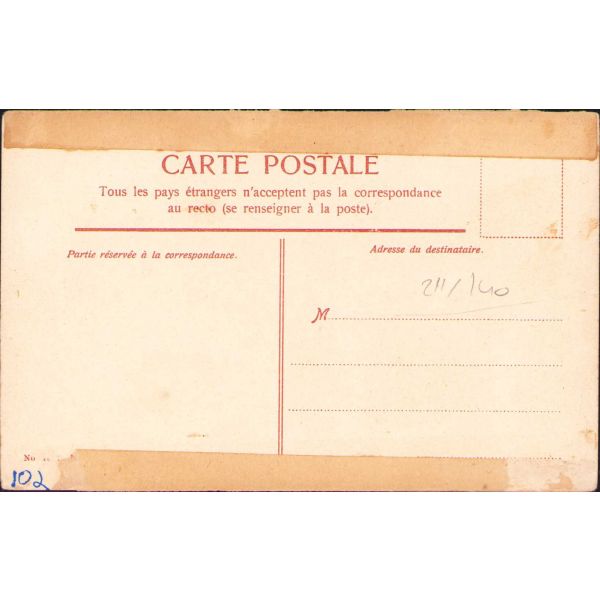 CARTE POSTALE
Tous les pays étrangers n'acceptent pas la correspondance
au recto (se renseigner à la poste).
Partie réservée à la correspondance.
Adresse du destinataire.
211/140
M
No
102